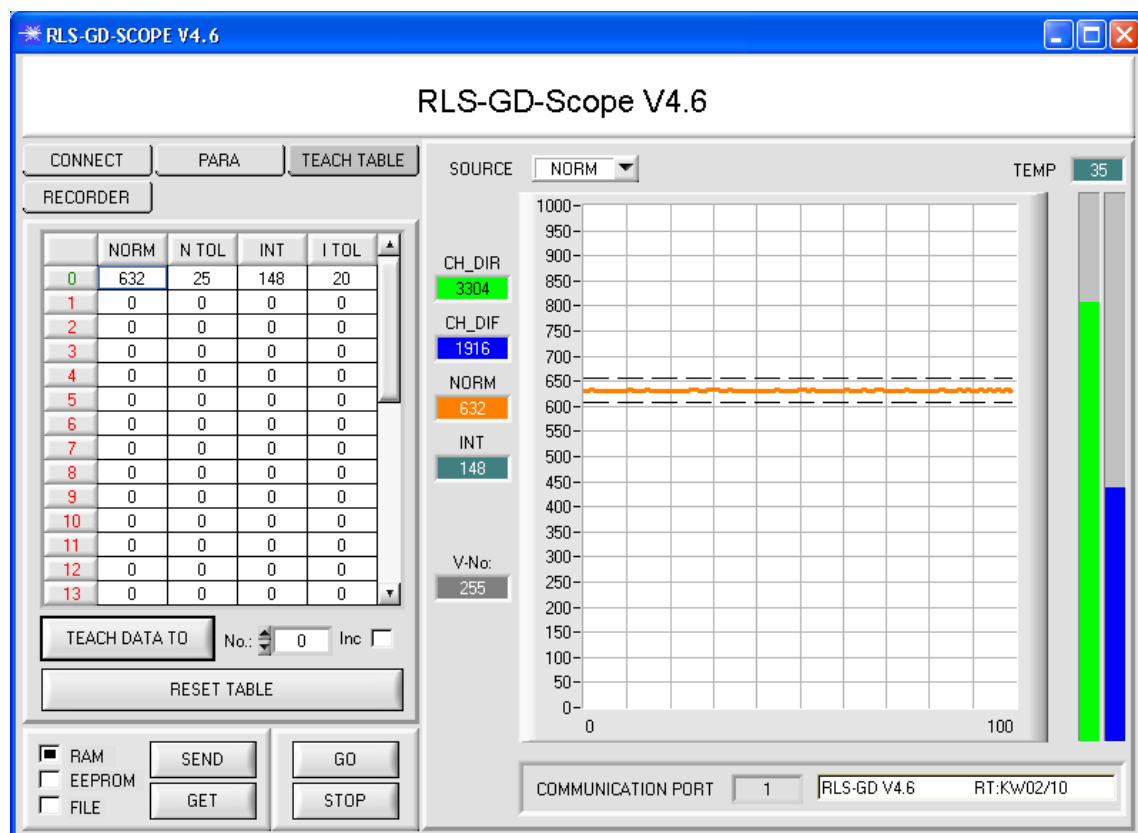 RLS-GD-SCOPE V4.6
RLS-GD-Scope V4.6
CONNECT PARA TEACH TABLE
RECORDER
NORM N TOL INT I TOL
0 632 25 148 20
1 0 0 0 0
2 0 0 0 0
3 0 0 0 0
4 0 0 0 0
5 0 0 0 0
6 0 0 0 0
7 0 0 0 0
8 0 0 0 0
9 0 0 0 0
10 0 0 0 0
11 0 0 0 0
12 0 0 0 0
13 0 0 0 0
TEACH DATA TO No.: 0 Inc
RESET TABLE
RAM
EEPROM
FILE
SEND
GET
GO
STOP
SOURCE NORM
TEMP 35
CH_DIR
3304
CH_DIF
1916
NORM
632
INT
148
V-No:
255
1000
950
900
850
800
750
700
650
600
550
500
450
400
350
300
250
200
150
100
50
0
0 100
COMMUNICATION PORT 1 RLS-GD V4.6 RT:KW02/10